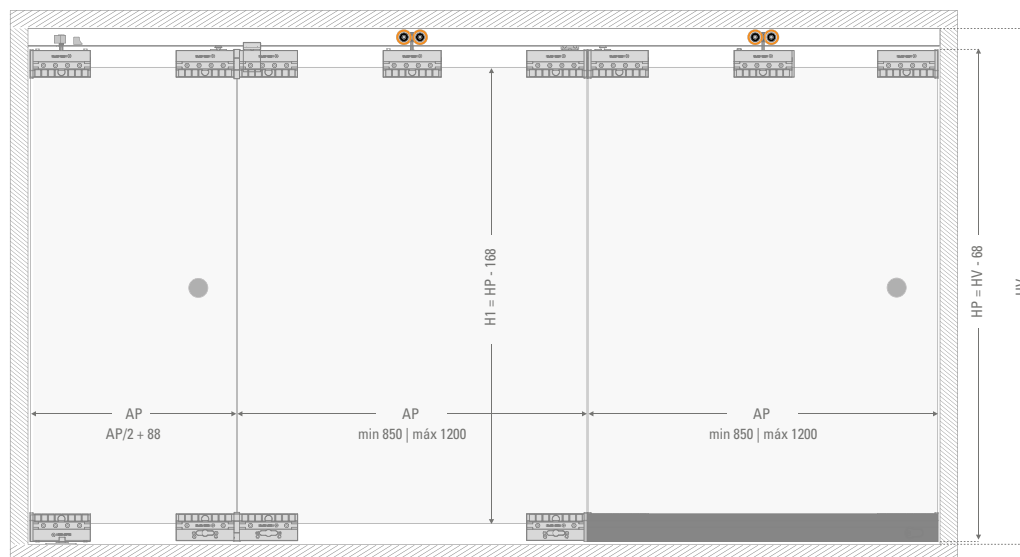 H1 = HP - 168
HP = HV - 68
HV
AP
AP/2 + 88
AP
min 850 | máx 1200
AP
min 850 | máx 1200